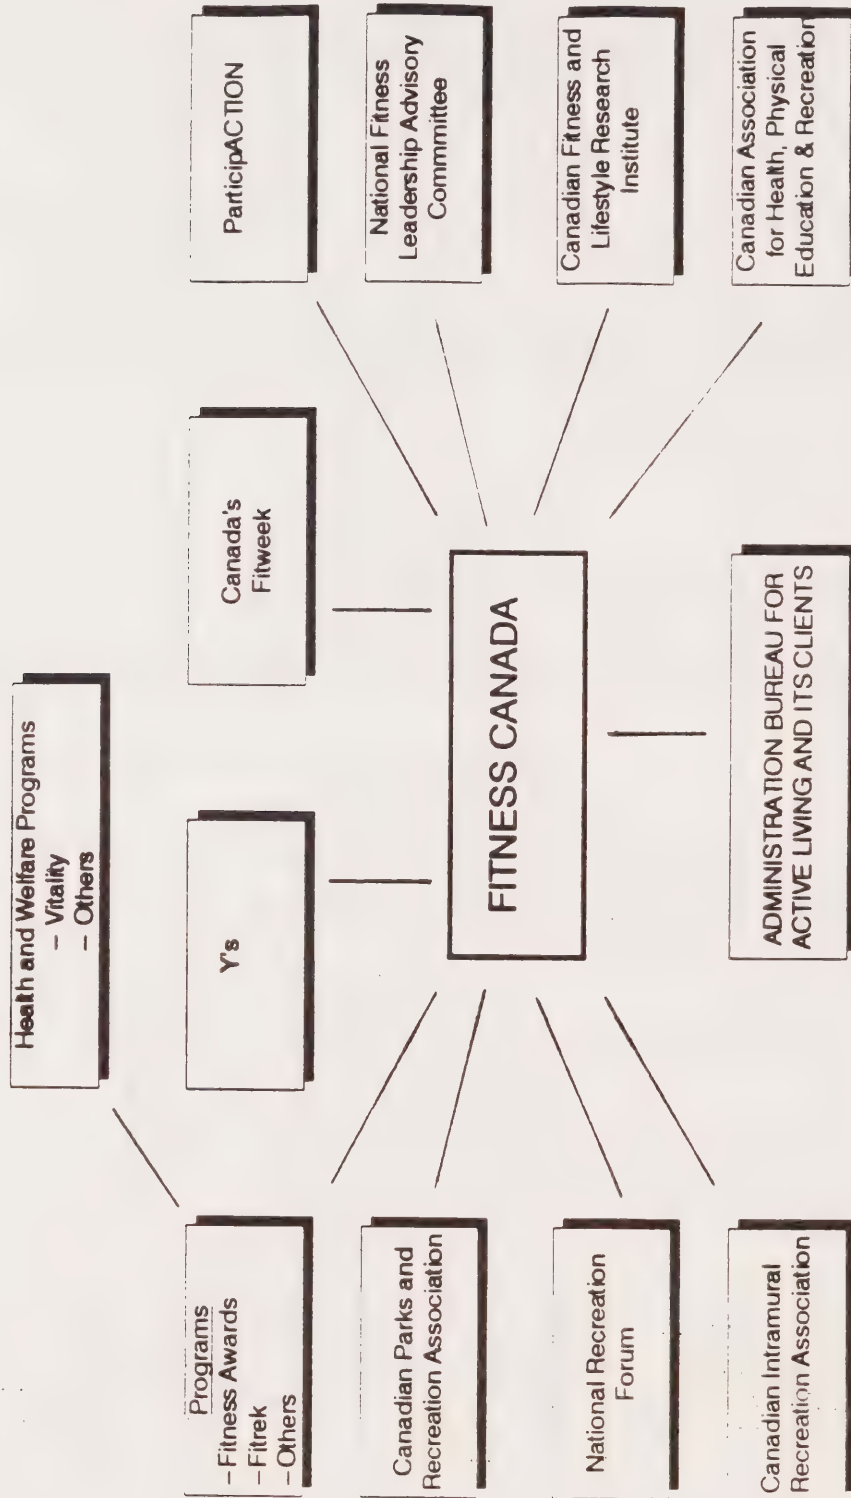 Health and Welfare Programs
– Vitality
– Others
Programs
– Fitness Awards
– Fitrek
– Others
Y's
Canada's
Fitweek
ParticipACTION
Canadian Parks and
Recreation Association
National Fitness
Leadership Advisory
Commmittee
FITNESS CANADA
National Recreation
Forum
Canadian Fitness and
Lifestyle Research
Institute
Canadian Intramural
Recreation Association
ADMINISTRATION BUREAU FOR
ACTIVE LIVING AND ITS CLIENTS
Canadian Association
for Health, Physical
Education & Recreation